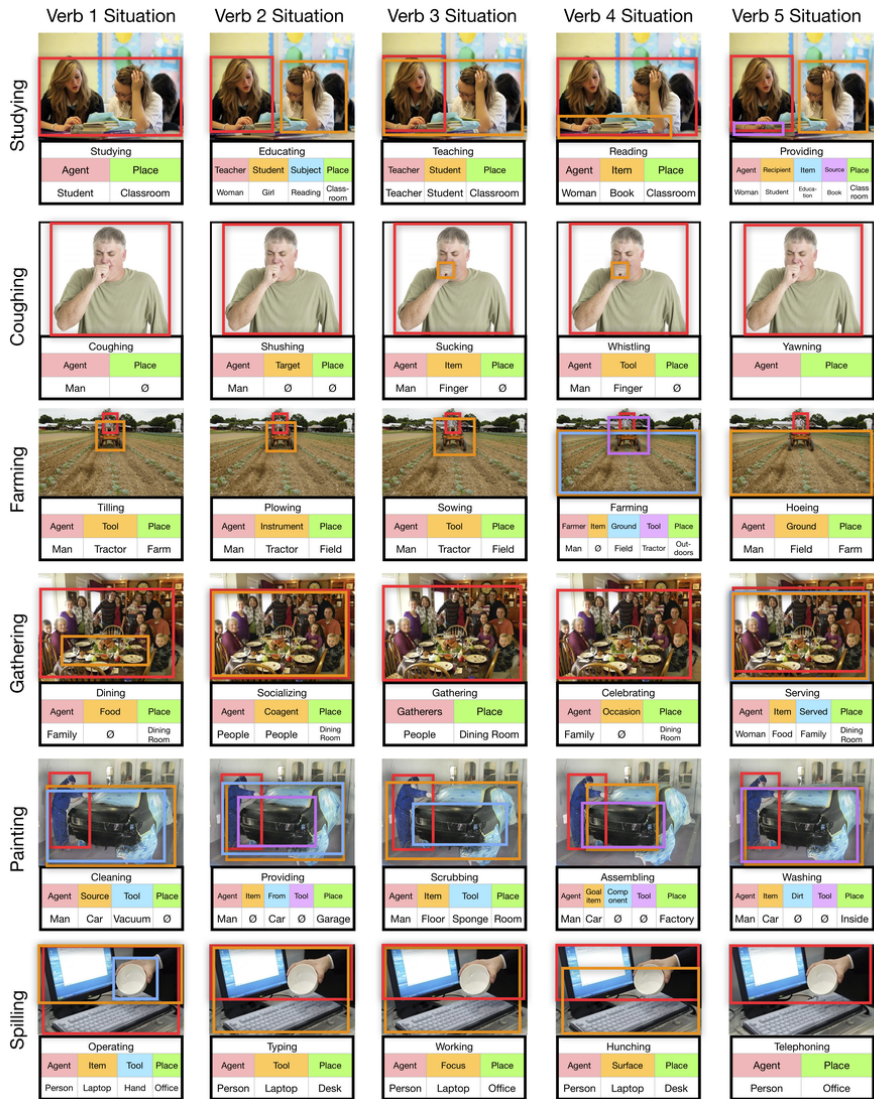 Verb 1 Situation Verb 2 Situation Verb 3 Situation Verb 4 Situation Verb 5 Situation
Studying
Studying Educating Teaching Reading Providing
Agent Place Teacher Student Subject Place Teacher Student Place Agent Item Place Agent Recipient Item Source Place
Student Classroom Woman Girl Reading Class-room Teacher Student Classroom Woman Book Classroom Woman Student Educa-tion Book Class room
Coughing
Coughing Shushing Sucking Whistling Yawning
Agent Place Agent Target Place Agent Item Place Agent Tool Place Agent Place
Man Ø Man Ø Ø Man Finger Ø Man Finger Ø
Farming
Tilling Plowing Sowing Farming Hoeing
Agent Tool Place Agent Instrument Place Agent Tool Place Farmer Item Ground Tool Place Agent Ground Place
Man Tractor Farm Man Tractor Field Man Tractor Field Man Ø Field Tractor Out-doors Man Field Farm
Gathering
Dining Socializing Gathering Celebrating Serving
Agent Food Place Agent Coagent Place Gatherers Place Agent Occasion Place Agent Item Served Place
Family Ø Dining Room People People Dining Room People Dining Room Family Ø Dining Room Woman Food Family Dining Room
Painting
Cleaning Providing Scrubbing Assembling Washing
Agent Source Tool Place Agent Item From Tool Place Agent Item Tool Place Agent Goal item Comp onent Tool Place Agent Item Dirt Tool Place
Man Car Vacuum Ø Man Ø Car Ø Garage Man Floor Sponge Room Man Car Ø Ø Factory Man Car Ø Ø Inside
Spilling
Operating Typing Working Hunching Telephoning
Agent Item Tool Place Agent Tool Place Agent Focus Place Agent Surface Place Agent Place
Person Laptop Hand Office Person Laptop Desk Person Laptop Office Person Laptop Desk Person Office